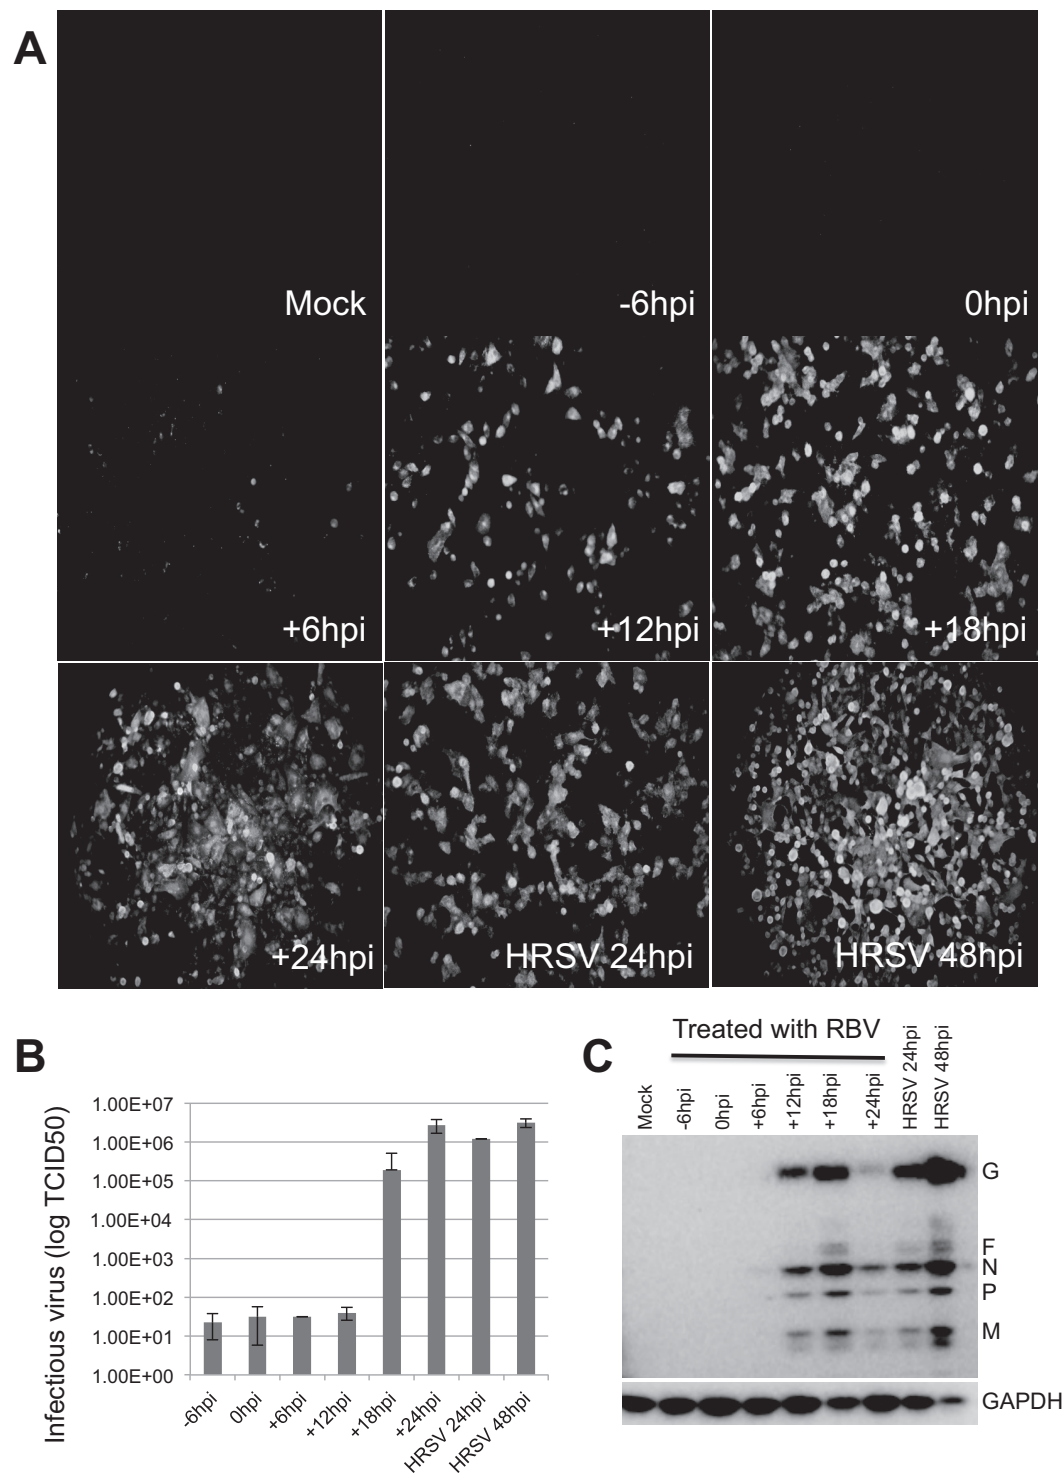 A
Mock
-6hpi
0hpi
+6hpi
+12hpi
+18hpi
+24hpi
HRSV 24hpi
HRSV 48hpi
B
Infectious virus (log TCID50)
1.00E+07
1.00E+06
1.00E+05
1.00E+04
1.00E+03
1.00E+02
1.00E+01
1.00E+00
-6hpi
0hpi
+6hpi
+12hpi
+18hpi
+24hpi
HRSV 24hpi
HRSV 48hpi
C
Treated with RBV
Mock
-6hpi
0hpi
+6hpi
+12hpi
+18hpi
+24hpi
HRSV 24hpi
HRSV 48hpi
G
F
N
P
M
GAPDH